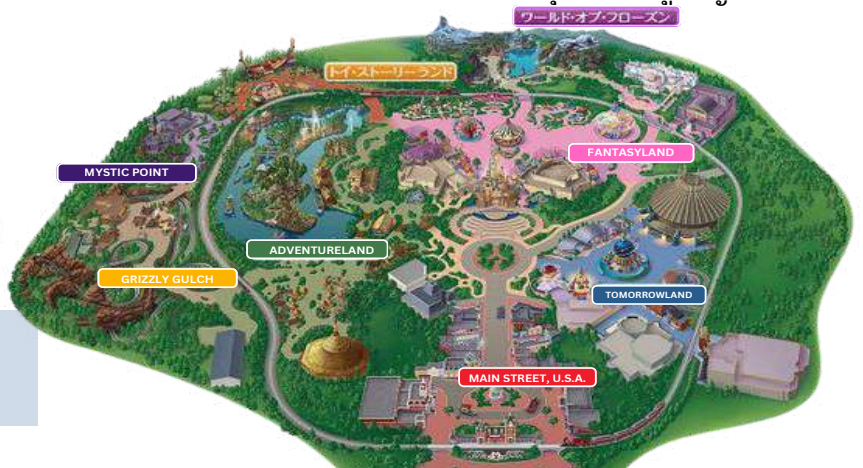 ワールド・オブ・フローズン
トイ・ストーリーランド
FANTASYLAND
MYSTIC POINT
ADVENTURELAND
GRIZZLY GULCH
TOMORROWLAND
MAIN STREET, U.S.A.